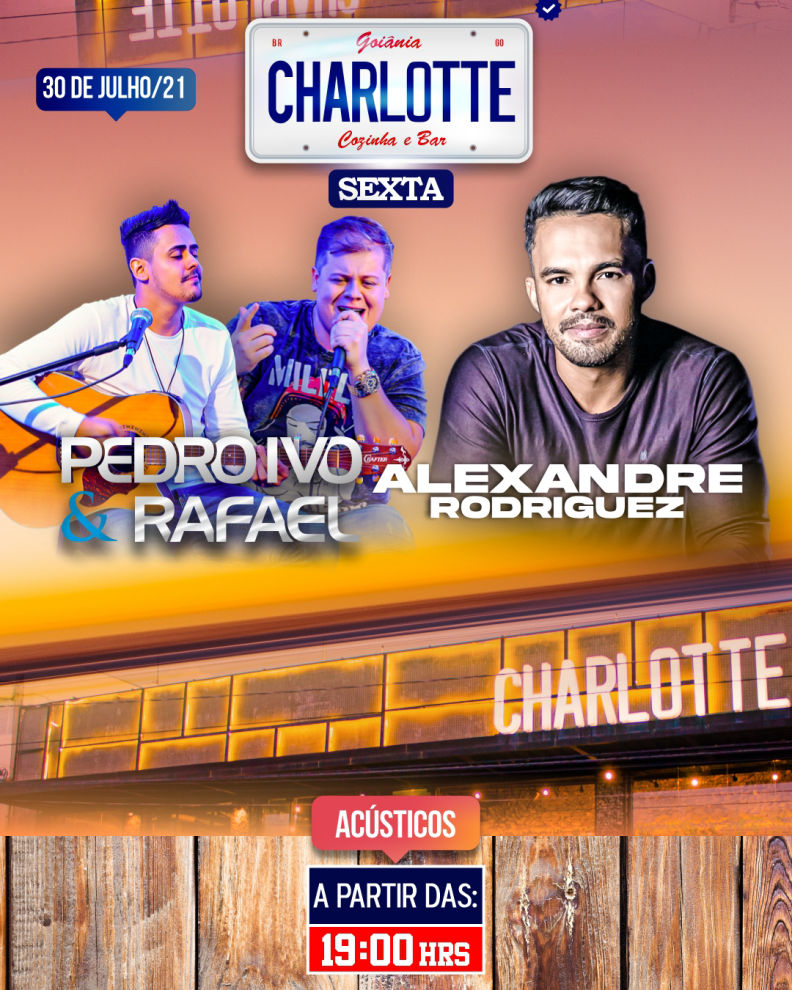 BR Goiânia GO
CHARLOTTE
Cozinha e Bar
30 DE JULHO/21
SEXTA
PEDRO IVO
& RAFAEL
ALEXANDRE
RODRIGUEZ
CHARLOTTE
ACÚSTICOS
A PARTIR DAS:
19:00 HRS